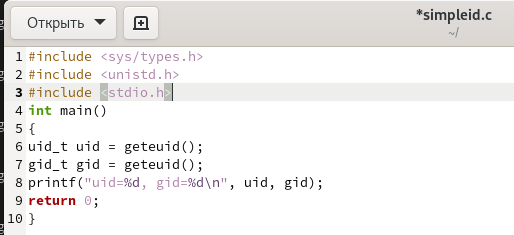 Открыть
*simpleid.c
~/
1 #include <sys/types.h>
2 #include <unistd.h>
3 #include <stdio.h>
4 int main()
5 {
6 uid_t uid = geteuid();
7 gid_t gid = geteuid();
8 printf("uid=%d, gid=%d\n", uid, gid);
9 return 0;
10 }